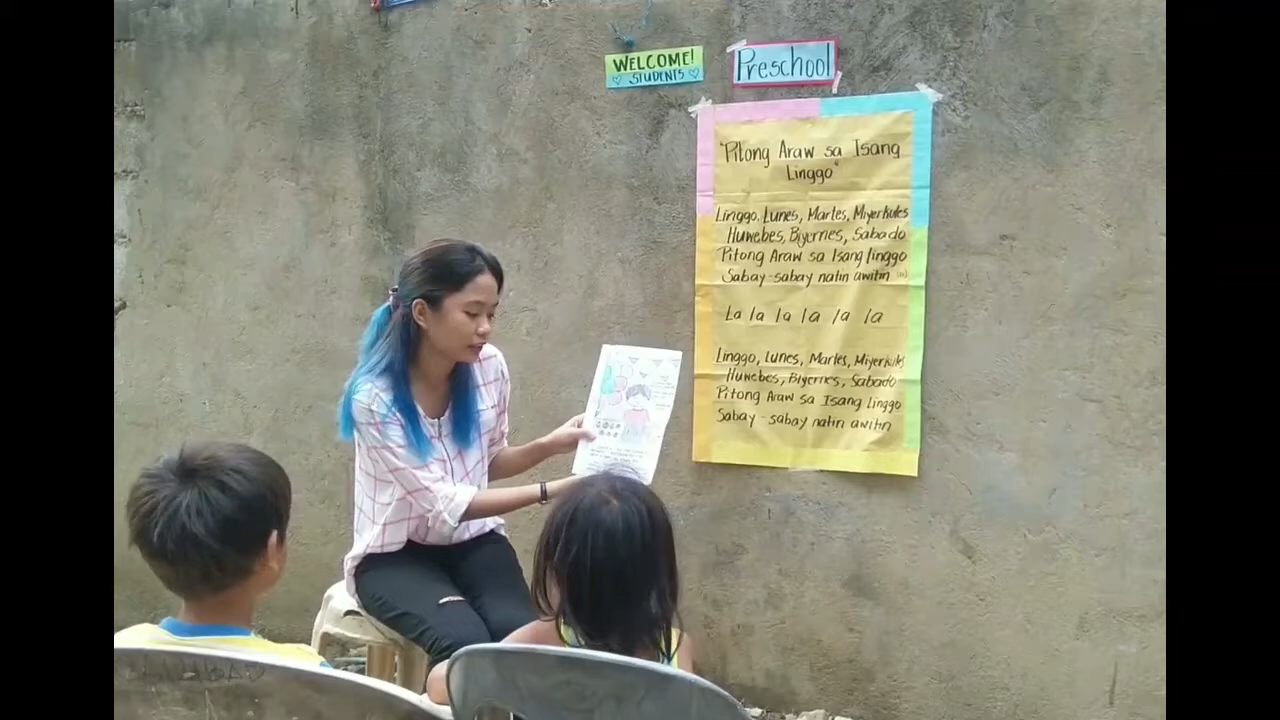 WELCOME!
STUDENTS
Preschool
"Pitong Araw sa Isang
Linggo"
Linggo, Lunes, Martes, Miyerkules
Huwebes, Biyernes, Sabado
Pitong Araw sa Isang linggo
Sabay-sabay natin awitin
La la la la la la
Linggo, Lunes, Martes, Miyerkules
Huwebes, Biyernes, Sabado
Pitong Araw sa Isang Linggo
Sabay-sabay natin awitin